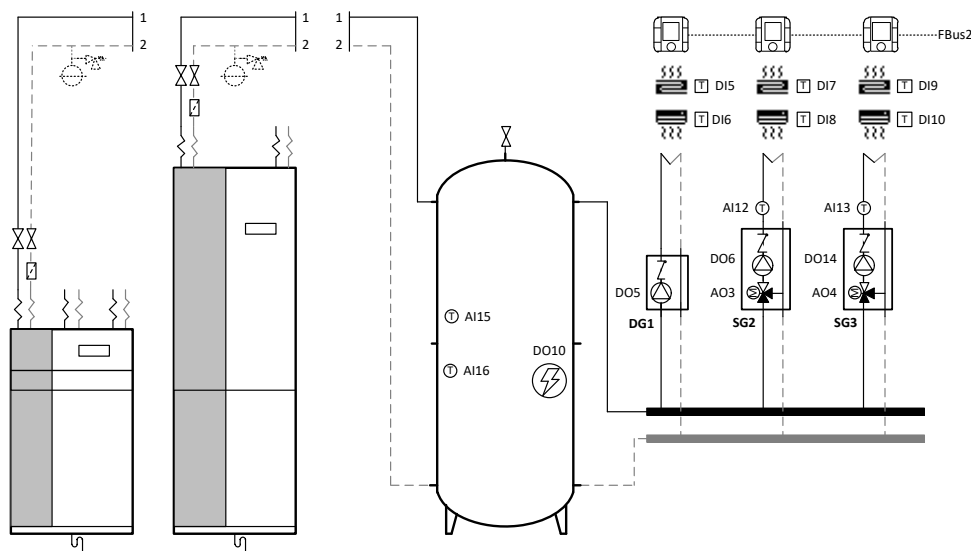 1 1 1
2 2 2
FBus2
T DI5 T DI7 T DI9
T DI6 T DI8 T DI10
AI12 T AI13 T
DO6 DO14
DO5 AO3 M AO4 M
DG1 SG2 SG3
T AI15
DO10
T AI16